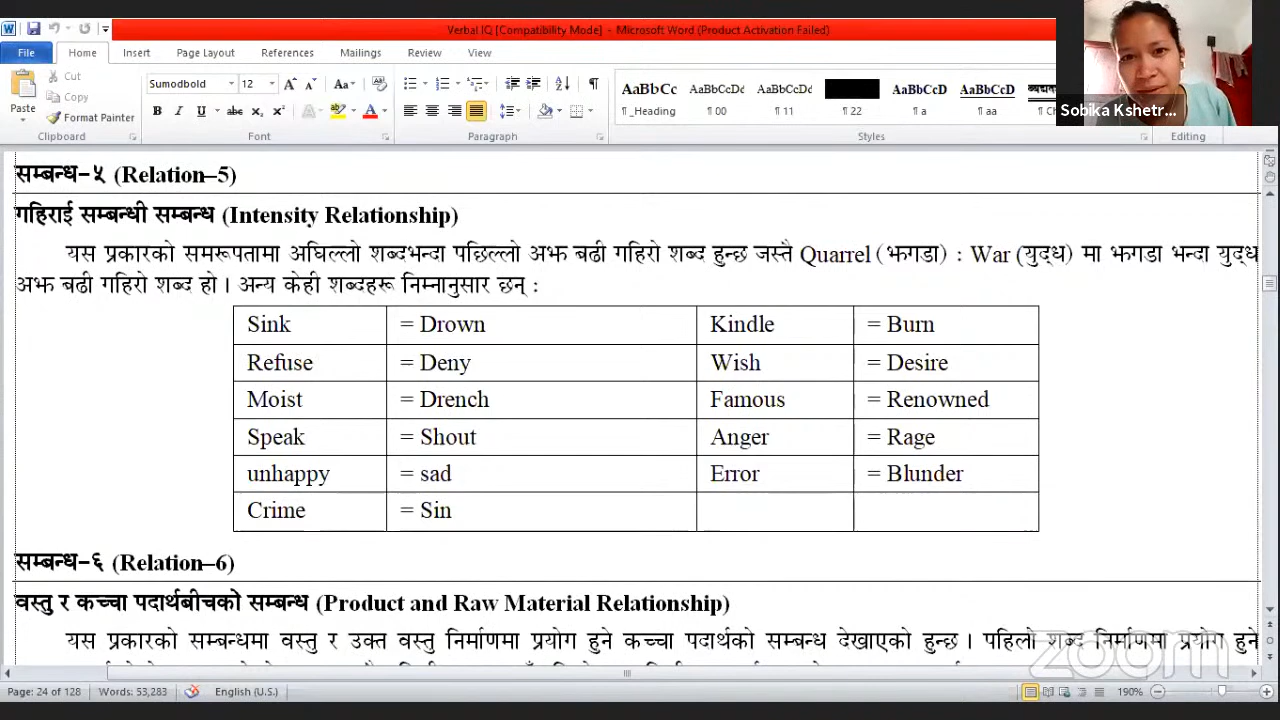 Verbal IQ [Compatibility Mode] - Microsoft Word (Product Activation Failed)
File Home Insert Page Layout References Mailings Review View
Cut
Copy
Paste
Format Painter
Sumodbold 12
AaBbCc AaBbCcDc AaBbCcDc AaBbCcD AaBbCcD
¶ _Heading ¶ 00 ¶ 11 ¶ 22 ¶ a ¶ aa
Clipboard Font Paragraph Styles Editing
Sobika Kshetr...
सम्बन्ध-५ (Relation–5)
गहिराई सम्बन्धी सम्बन्ध (Intensity Relationship)
यस प्रकारको समरूपतामा अघिल्लो शब्दभन्दा पछिल्लो अझ बढी गहिरो शब्द हुन्छ जस्तै Quarrel (झगडा) : War (युद्ध) मा झगडा भन्दा युद्ध
अझ बढी गहिरो शब्द हो । अन्य केही शब्दहरू निम्नानुसार छन् :
Sink = Drown Kindle = Burn
Refuse = Deny Wish = Desire
Moist = Drench Famous = Renowned
Speak = Shout Anger = Rage
unhappy = sad Error = Blunder
Crime = Sin
सम्बन्ध-६ (Relation–6)
वस्तु र कच्चा पदार्थबीचको सम्बन्ध (Product and Raw Material Relationship)
यस प्रकारको सम्बन्धमा वस्तु र उक्त वस्तु निर्माणमा प्रयोग हुने कच्चा पदार्थको सम्बन्ध देखाएको हुन्छ । पहिलो शब्द निर्माणमा प्रयोग हुने
zoom
Page: 24 of 128 Words: 53,283 English (U.S.) 190%